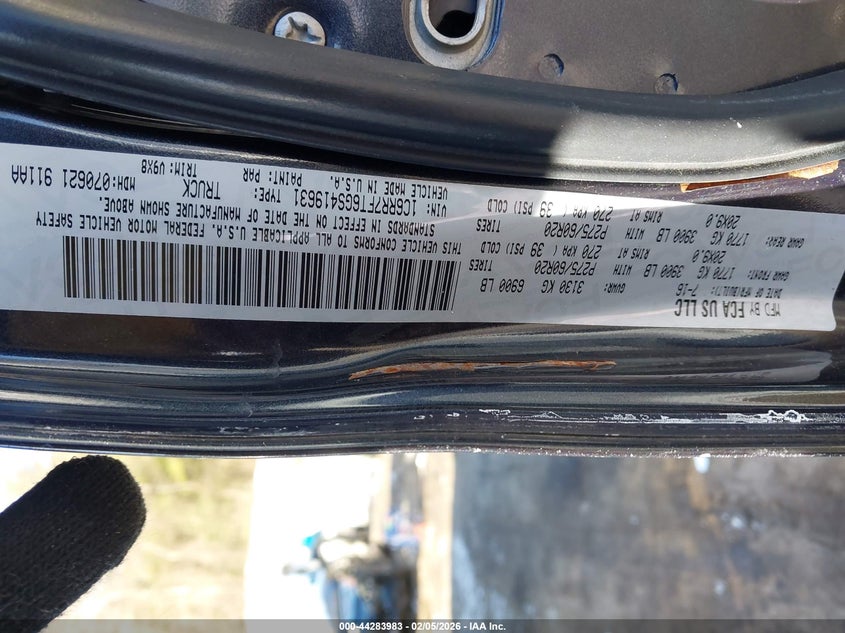 MFD BY FCA US LLC
DATE OF MFR(BUILT): 7-16 GVWR: 3130 KG 6900 LB
GAWR FRONT: 1770 KG 3900 LB WITH P275/60R20 TIRES
20X9.0 RIMS AT 270 KPA ( 39 PSI) COLD
GAWR REAR: 1770 KG 3900 LB WITH P275/60R20 TIRES
20X9.0 RIMS AT 270 KPA ( 39 PSI) COLD
THIS VEHICLE CONFORMS TO ALL APPLICABLE U.S.A. FEDERAL MOTOR VEHICLE SAFETY
STANDARDS IN EFFECT ON THE DATE OF MANUFACTURE SHOWN ABOVE.
VIN: 1C6RR7FT6GS419631 TYPE: TRUCK MDH:070621 911AA
VEHICLE MADE IN U.S.A. PAINT: PAR TRIM: V9X8
000-44283983 — 02/05/2026 — IAA Inc.